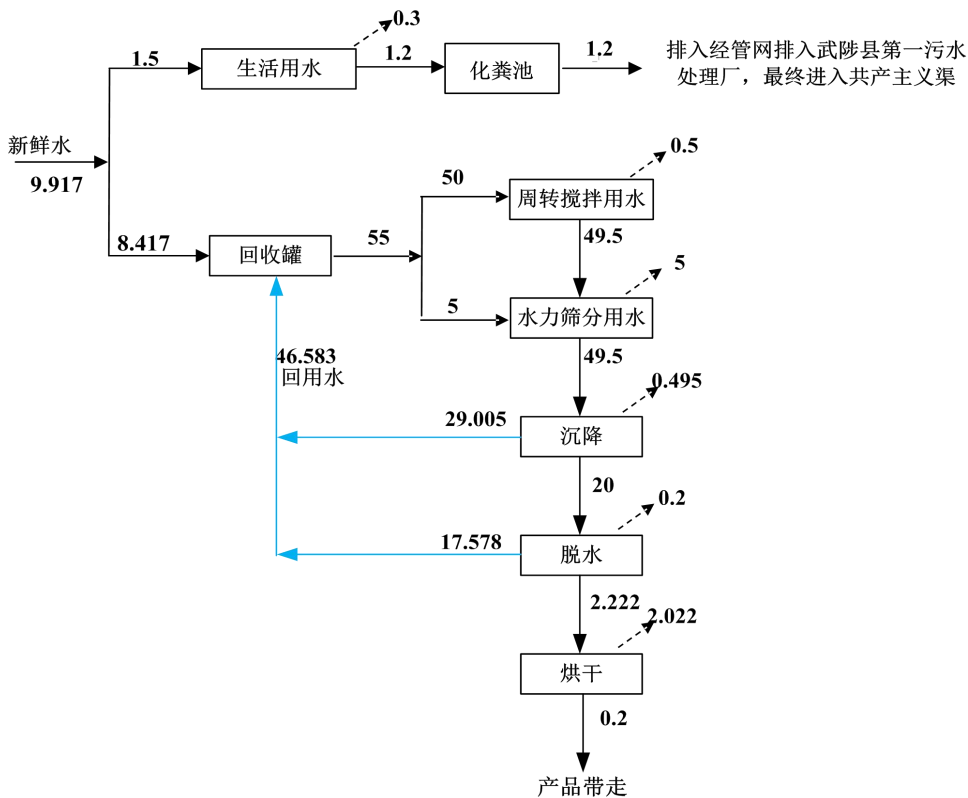 0.3
1.5
生活用水
1.2
化粪池
1.2
排入经管网排入武陟县第一污水
处理厂，最终进入共产主义渠
新鲜水
9.917
8.417
回收罐
55
50
周转搅拌用水
0.5
49.5
5
水力筛分用水
5
49.5
46.583
回用水
29.005
沉降
0.495
20
17.578
脱水
0.2
2.222
烘干
2.022
0.2
产品带走